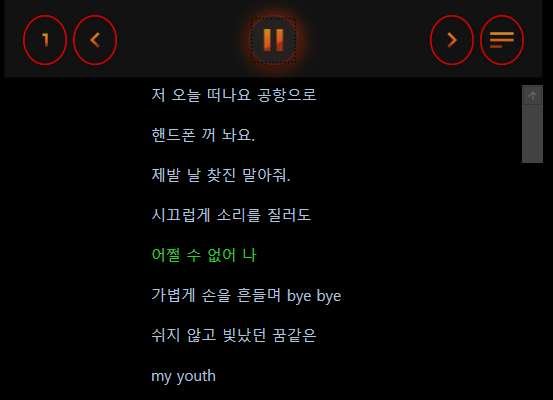 1
저 오늘 떠나요 공항으로
핸드폰 꺼 놔요.
제발 날 찾진 말아줘.
시끄럽게 소리를 질러도
어쩔 수 없어 나
가볍게 손을 흔들며 bye bye
쉬지 않고 빛났던 꿈같은
my youth